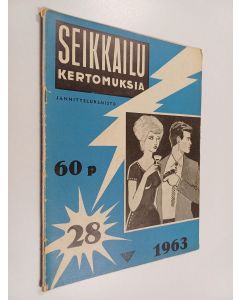 SEIKKAILU
KERTOMUKSIA
JÄNNITYSLUKEMISTO
60 p
28
1963